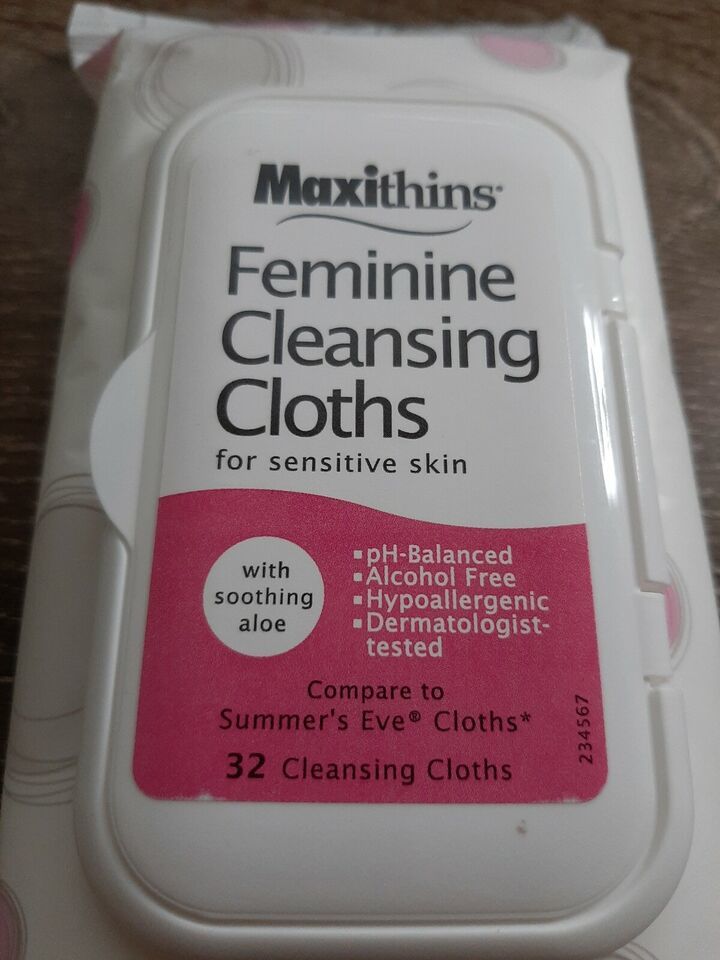 Maxithins
Feminine
Cleansing
Cloths
for sensitive skin
with
soothing
aloe
▪pH-Balanced
▪Alcohol Free
▪Hypoallergenic
▪Dermatologist-
tested
Compare to
Summer's Eve® Cloths*
32 Cleansing Cloths
234567